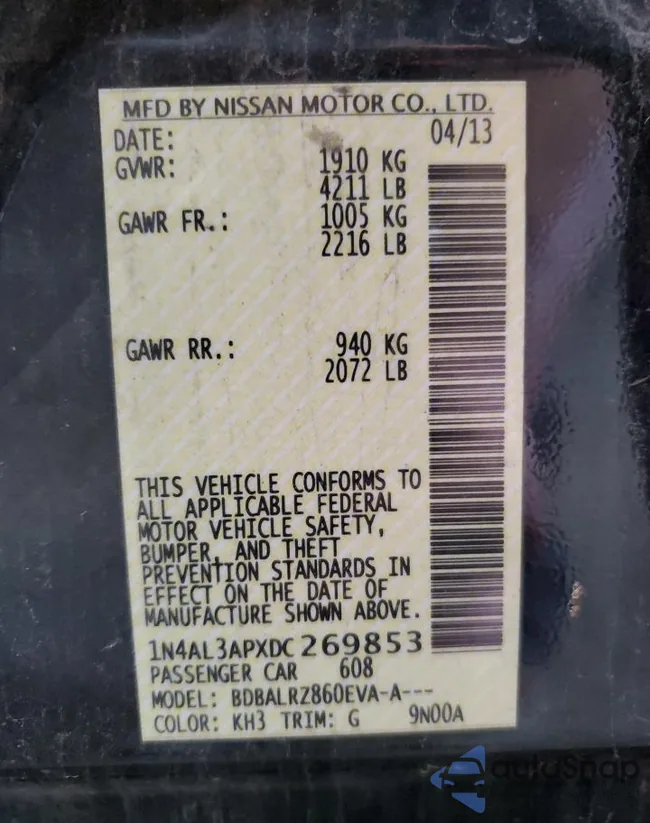 MFD BY NISSAN MOTOR CO., LTD.
DATE: 04/13
GVWR: 1910 KG
4211 LB
GAWR FR.: 1005 KG
2216 LB
GAWR RR.: 940 KG
2072 LB
THIS VEHICLE CONFORMS TO
ALL APPLICABLE FEDERAL
MOTOR VEHICLE SAFETY,
BUMPER, AND THEFT
PREVENTION STANDARDS IN
EFFECT ON THE DATE OF
MANUFACTURE SHOWN ABOVE.
1N4AL3APXDC269853
PASSENGER CAR 608
MODEL: BDBALRZ860EVA-A---
COLOR: KH3 TRIM: G 9N00A
autoSnap